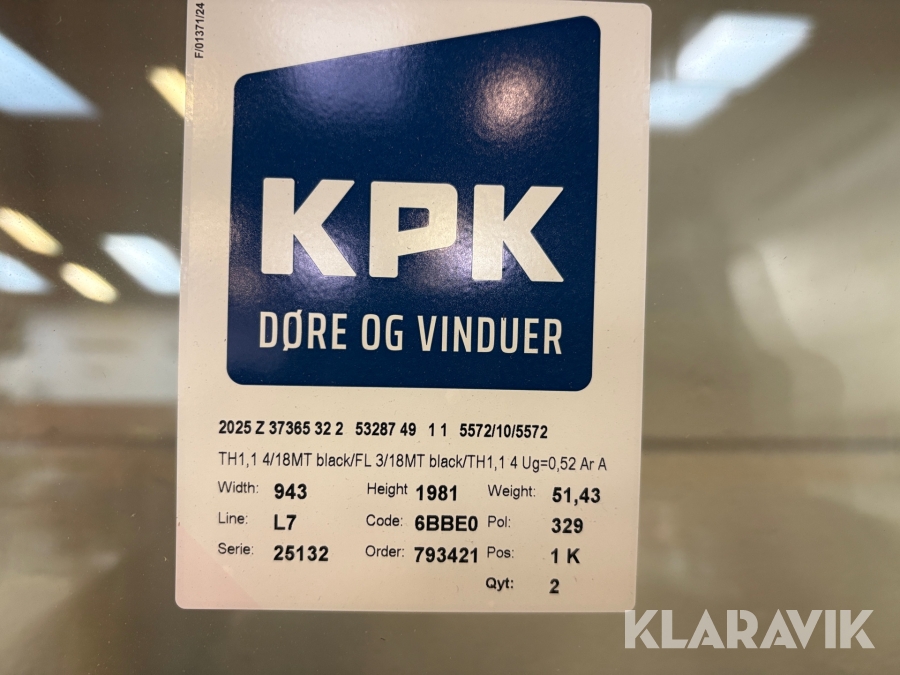 F/01371/24
KPK
DØRE OG VINDUER
2025 Z 37365 32 2 53287 49 1 1 5572/10/5572
TH1,1 4/18MT black/FL 3/18MT black/TH1,1 4 Ug=0,52 Ar A
Width: 943 Height 1981 Weight: 51,43
Line: L7 Code: 6BBE0 Pol: 329
Serie: 25132 Order: 793421 Pos: 1 K
Qyt: 2
KLARAVIK